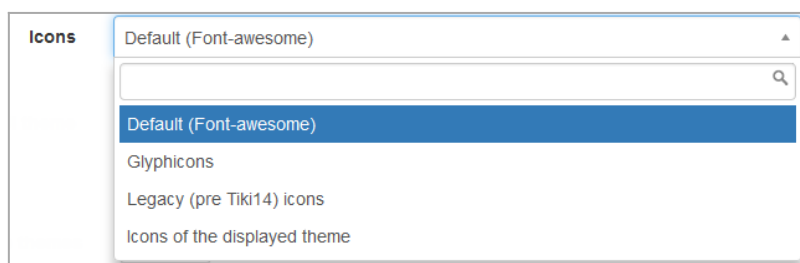 Icons Default (Font-awesome)
Default (Font-awesome)
Glyphicons
Legacy (pre Tiki14) icons
Icons of the displayed theme